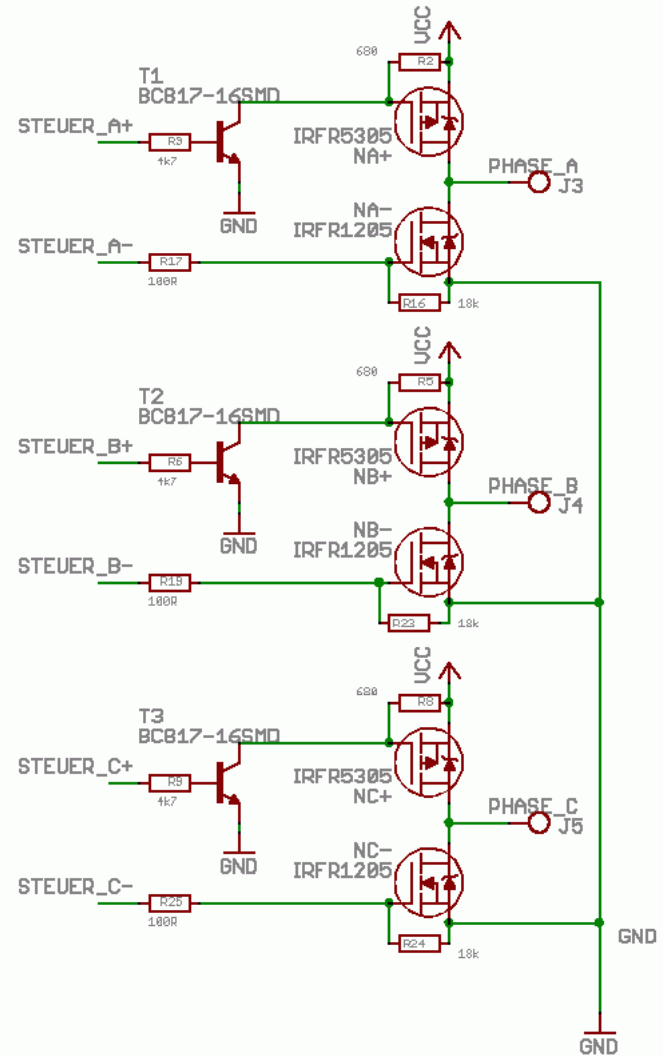 VCC
680
R2
T1
BC817-16SMD
STEUER_A+
R3
4k7
IRFR5305
NA+
PHASE_A
J3
GND
NA-
IRFR1205
STEUER_A-
R17
100R
R16
18k
VCC
680
R5
T2
BC817-16SMD
STEUER_B+
R6
4k7
IRFR5305
NB+
PHASE_B
J4
GND
NB-
IRFR1205
STEUER_B-
R19
100R
R23
18k
VCC
680
R8
T3
BC817-16SMD
STEUER_C+
R9
4k7
IRFR5305
NC+
PHASE_C
J5
GND
NC-
IRFR1205
STEUER_C-
R25
100R
R24
18k
GND
GND